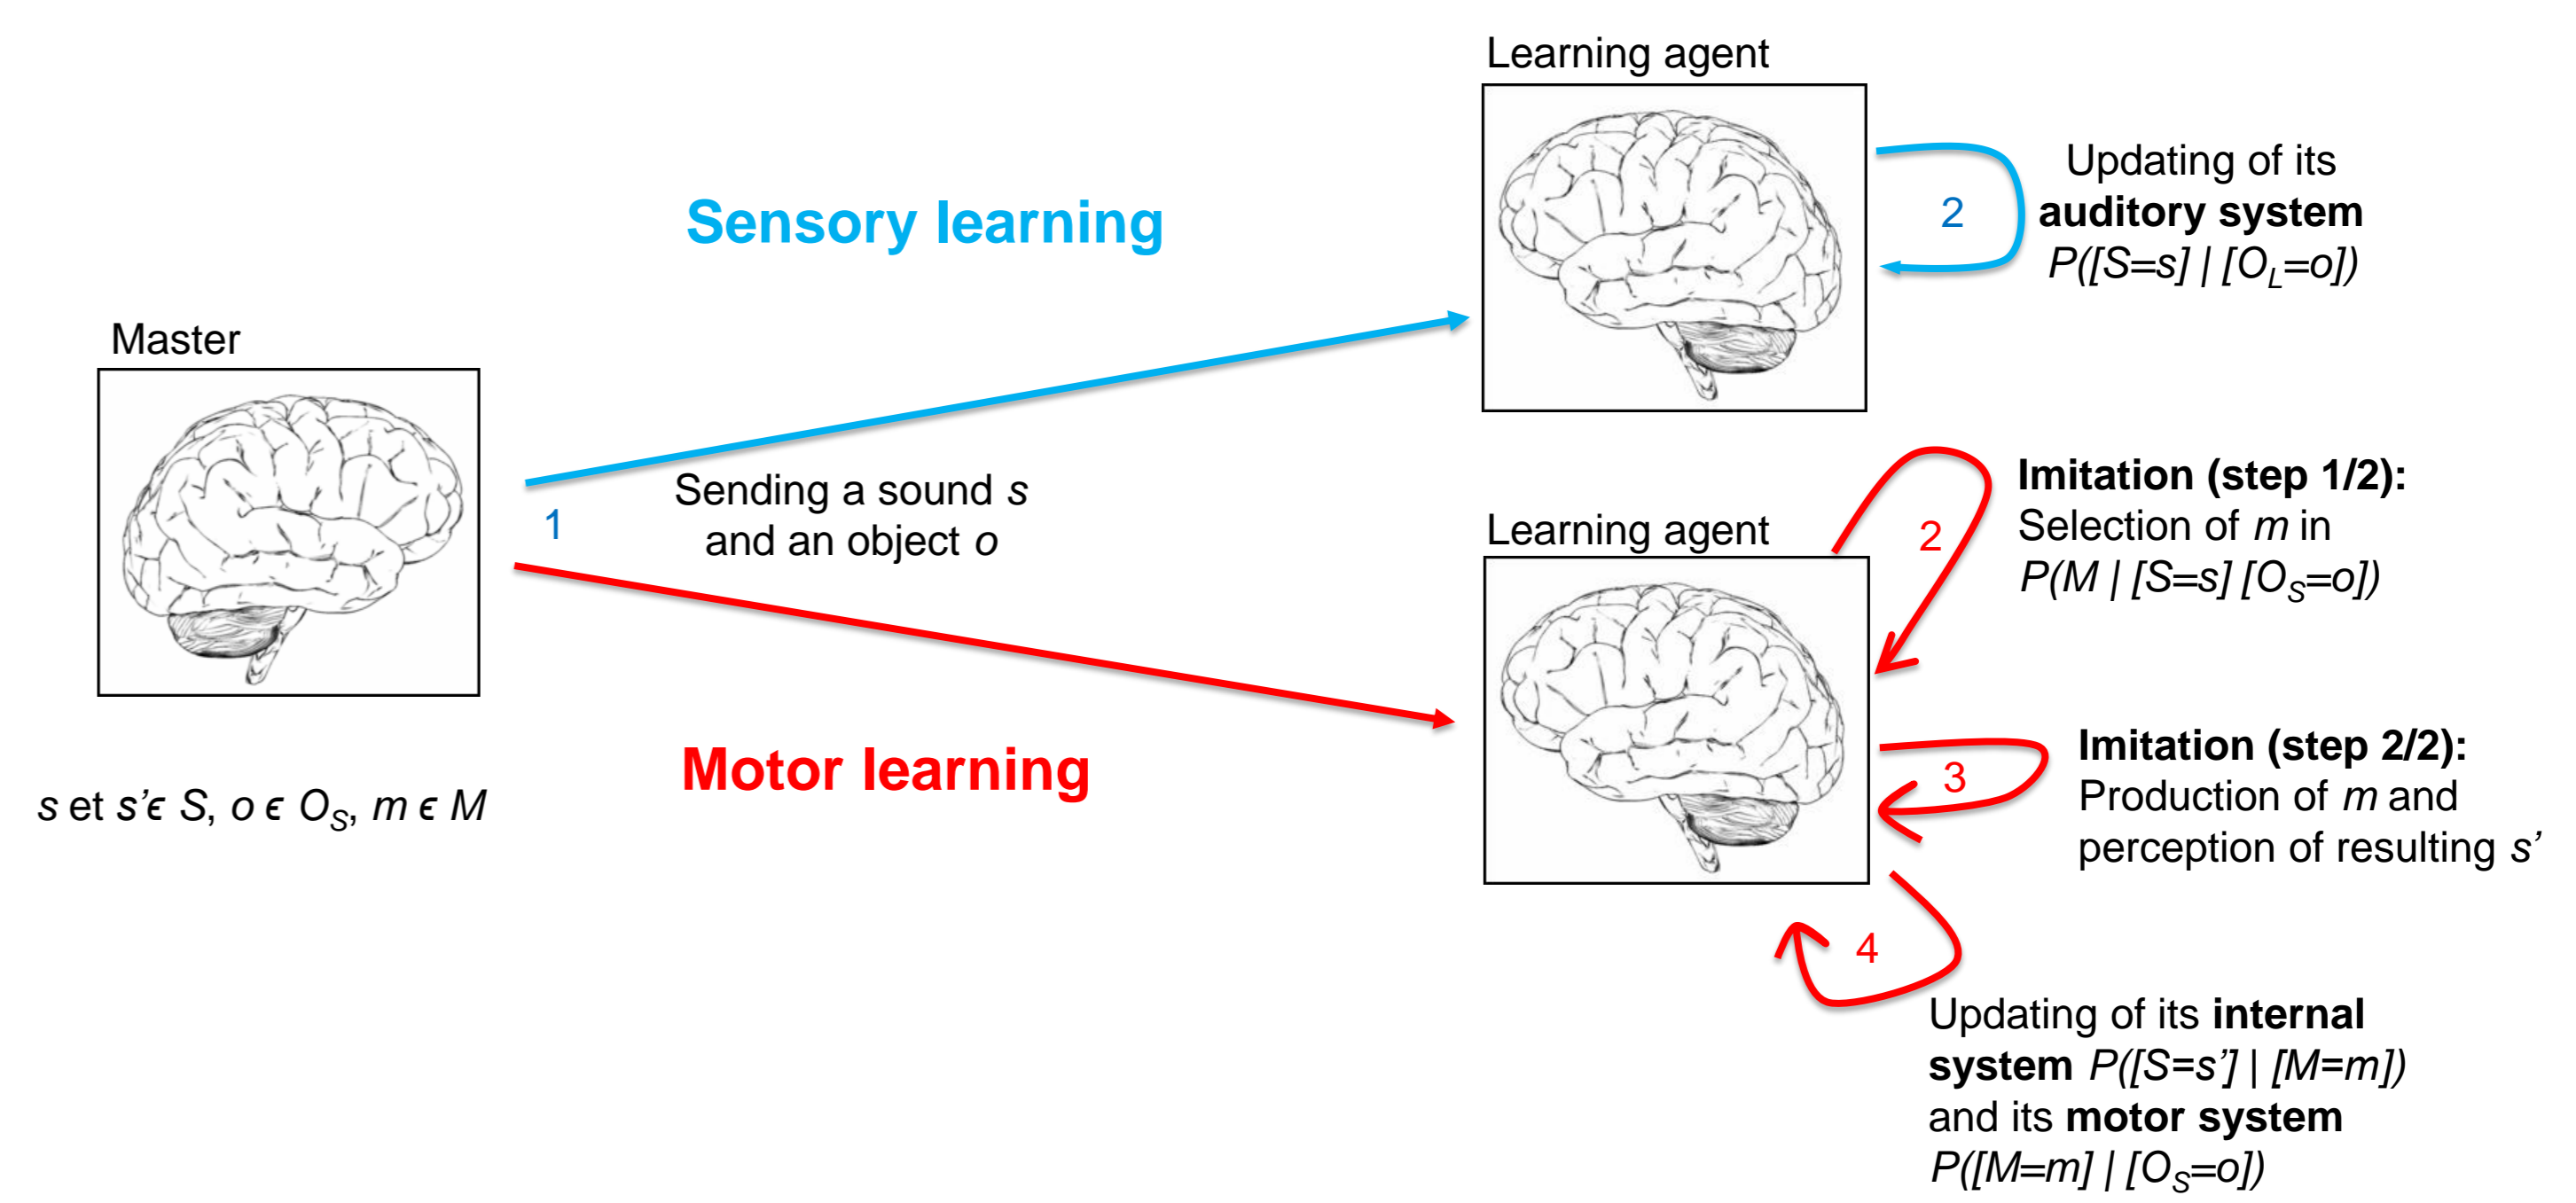 Learning agent
Sensory learning
2
Updating of its
auditory system
P([S=s] | [O_L=o])
Master
1
Sending a sound s
and an object o
Learning agent
2
Imitation (step 1/2):
Selection of m in
P(M | [S=s] [O_S=o])
Motor learning
s et s’ϵ S, o ϵ O_S, m ϵ M
3
Imitation (step 2/2):
Production of m and
perception of resulting s’
4
Updating of its internal
system P([S=s’] | [M=m])
and its motor system
P([M=m] | [O_S=o])